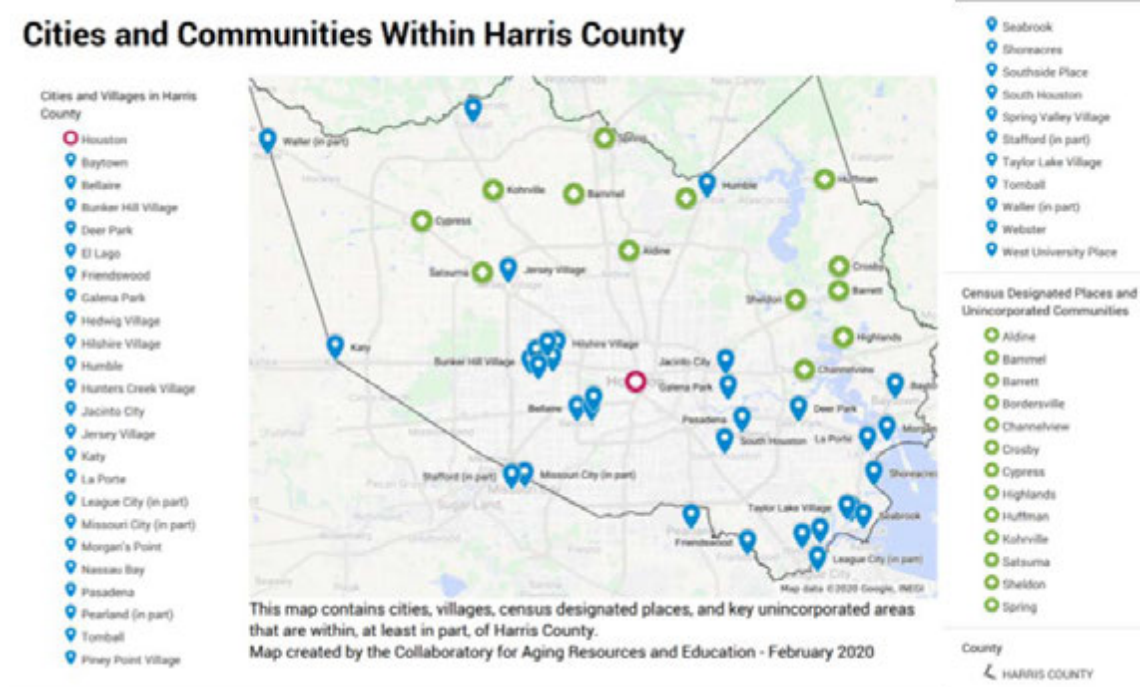 Cities and Communities Within Harris County
Cities and Villages in Harris
County
Houston
Baytown
Bellaire
Bunker Hill Village
Deer Park
El Lago
Friendswood
Galena Park
Hedwig Village
Hilshire Village
Humble
Hunters Creek Village
Jacinto City
Jersey Village
Katy
La Porte
League City (in part)
Missouri City (in part)
Morgan's Point
Nassau Bay
Pasadena
Pearland (in part)
Tomball
Piney Point Village
Waller (in part)
Spring
Humble
Huffman
Kohrville
Bammel
Cypress
Aldine
Satsuma
Jersey Village
Crosby
Barrett
Sheldon
Highlands
Katy
Hilshire Village
Bunker Hill Village
Jacinto City
Channelview
Galena Park
Bellaire
Deer Park
Pasadena
South Houston
La Porte
Stafford (in part)
Missouri City (in part)
Sugar Land
Shoreacres
Taylor Lake Village
Seabrook
Friendswood
League City (in part)
Map data ©2020 Google, INEGI
This map contains cities, villages, census designated places, and key unincorporated areas
that are within, at least in part, of Harris County.
Map created by the Collaboratory for Aging Resources and Education - February 2020
Seabrook
Shoreacres
Southside Place
South Houston
Spring Valley Village
Stafford (in part)
Taylor Lake Village
Tomball
Waller (in part)
Webster
West University Place
Census Designated Places and
Unincorporated Communities
Aldine
Bammel
Barrett
Bordersville
Channelview
Crosby
Cypress
Highlands
Huffman
Kohrville
Satsuma
Sheldon
Spring
County
HARRIS COUNTY